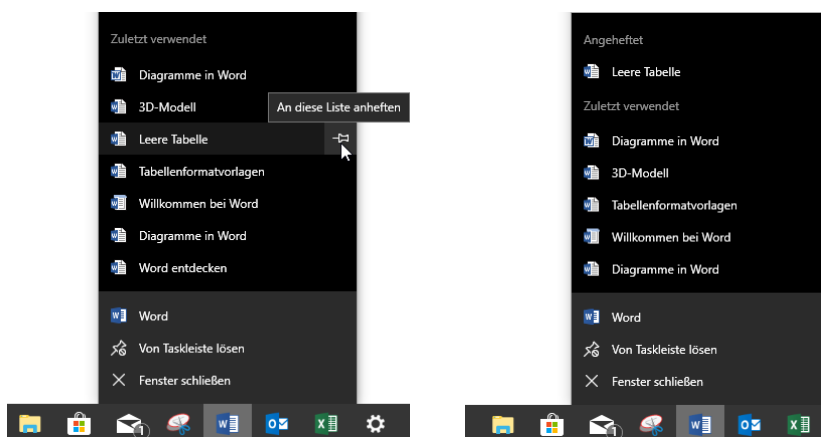 Zuletzt verwendet
Diagramme in Word
3D-Modell
An diese Liste anheften
Leere Tabelle
Tabellenformatvorlagen
Willkommen bei Word
Diagramme in Word
Word entdecken
Word
Von Taskleiste lösen
Fenster schließen
1
Angeheftet
Leere Tabelle
Zuletzt verwendet
Diagramme in Word
3D-Modell
Tabellenformatvorlagen
Willkommen bei Word
Diagramme in Word
Word
Von Taskleiste lösen
Fenster schließen
1